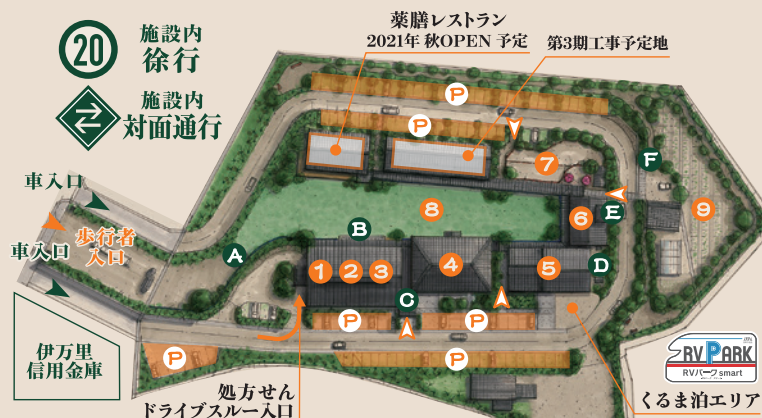 20
施設内
徐行
施設内
対面通行
薬膳レストラン
2021年 秋OPEN 予定
第3期工事予定地
P
P
7
F
車入口
歩行者
入口
車入口
A
B
8
6
E
9
1
2
3
4
5
D
C
P
P
P
P
伊万里
信用金庫
処方せん
ドライブスルー入口
RV PARK
RVパーク smart
くるま泊エリア